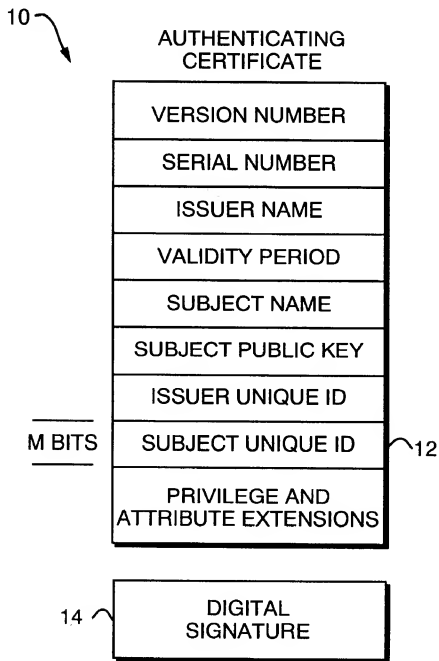 10
AUTHENTICATING
CERTIFICATE
VERSION NUMBER
SERIAL NUMBER
ISSUER NAME
VALIDITY PERIOD
SUBJECT NAME
SUBJECT PUBLIC KEY
ISSUER UNIQUE ID
M BITS SUBJECT UNIQUE ID 12
PRIVILEGE AND
ATTRIBUTE EXTENSIONS
14 DIGITAL
SIGNATURE